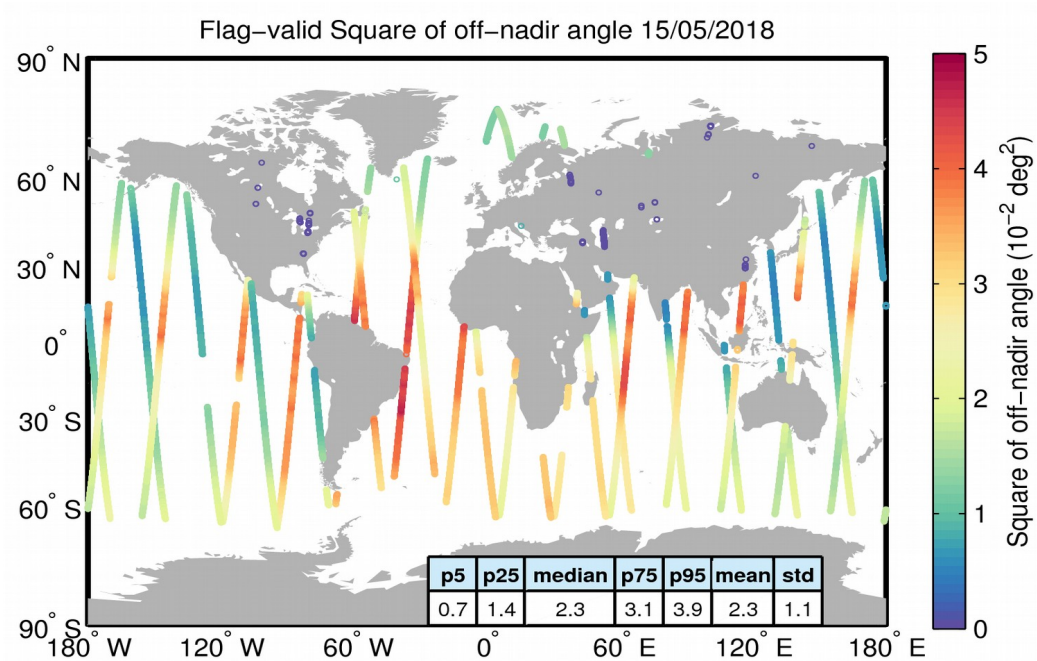 Flag–valid Square of off–nadir angle 15/05/2018
90° N
60° N
30° N
0°
30° S
60° S
90° S
180° W
120° W
60° W
0°
60° E
120° E
180° E
p5 p25 median p75 p95 mean std
0.7 1.4 2.3 3.1 3.9 2.3 1.1
5
4
3
2
1
0
Square of off–nadir angle (10⁻² deg²)